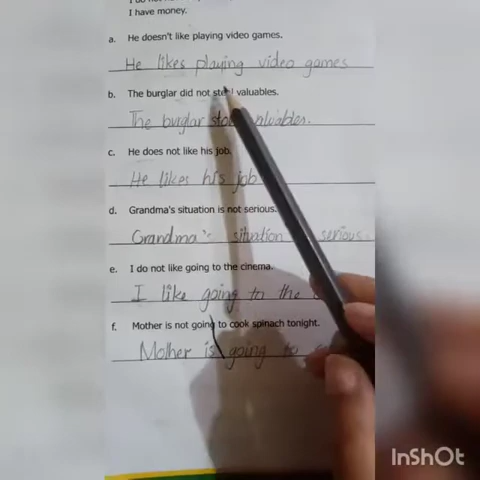 I have money.
a. He doesn't like playing video games.
He likes playing video games
b. The burglar did not valuables.
The burglar valuables.
c. He does not like his job.
He likes his job
d. Grandma's situation is not serious.
Grandma's situation serious.
e. I do not like going to the cinema.
I like going to the
f. Mother is not going to cook spinach tonight.
Mother is going to
InShOt